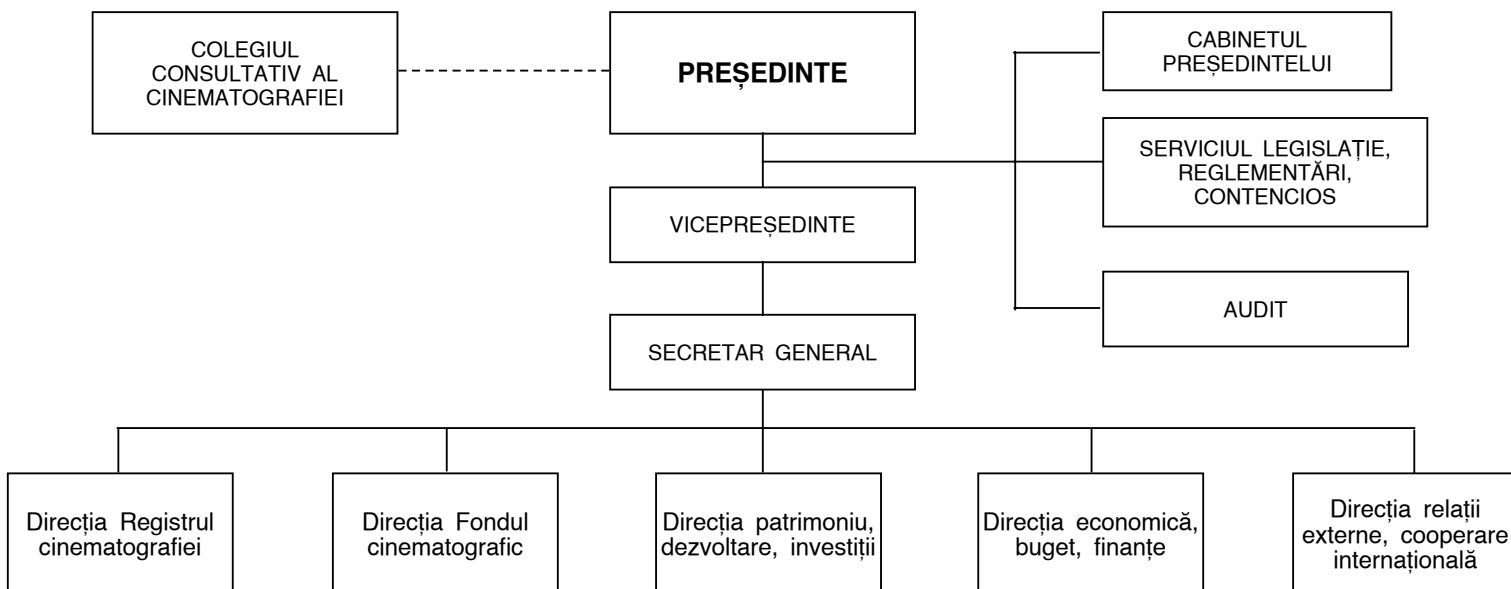 COLEGIUL
CONSULTATIV AL
CINEMATOGRAFIEI
PREȘEDINTE
CABINETUL
PREȘEDINTELUI
SERVICIUL LEGISLAȚIE,
REGLEMENTĂRI,
CONTENCIOS
VICEPREȘEDINTE
AUDIT
SECRETAR GENERAL
Direcția Registrul
cinematografiei
Direcția Fondul
cinematografic
Direcția patrimoniu,
dezvoltare, investiții
Direcția economică,
buget, finanțe
Direcția relații
externe, cooperare
internațională